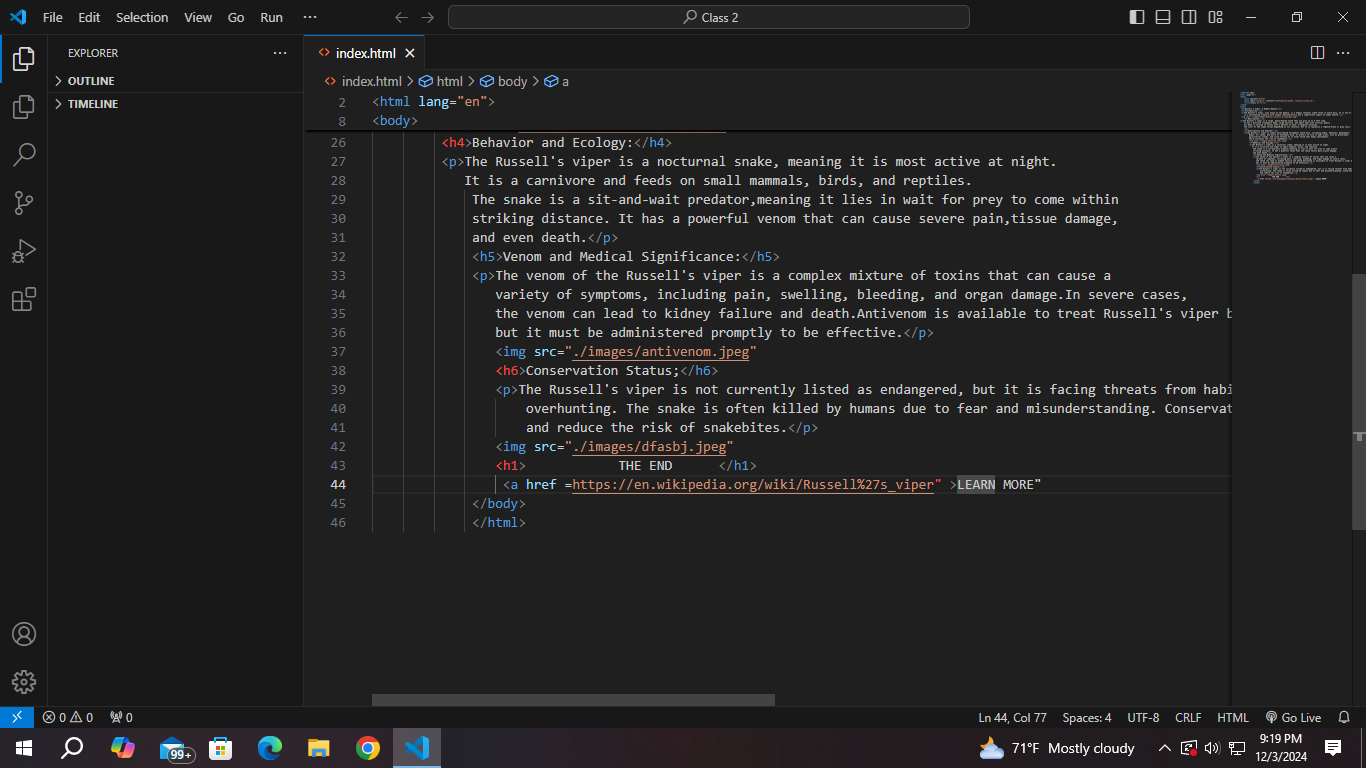 File Edit Selection View Go Run ··· Class 2
EXPLORER ···
OUTLINE
TIMELINE
index.html
index.html > html > body > a
2 <html lang="en">
8 <body>
26 <h4>Behavior and Ecology:</h4>
27 <p>The Russell's viper is a nocturnal snake, meaning it is most active at night.
28 It is a carnivore and feeds on small mammals, birds, and reptiles.
29 The snake is a sit-and-wait predator,meaning it lies in wait for prey to come within
30 striking distance. It has a powerful venom that can cause severe pain,tissue damage,
31 and even death.</p>
32 <h5>Venom and Medical Significance:</h5>
33 <p>The venom of the Russell's viper is a complex mixture of toxins that can cause a
34 variety of symptoms, including pain, swelling, bleeding, and organ damage.In severe cases,
35 the venom can lead to kidney failure and death.Antivenom is available to treat Russell's viper b
36 but it must be administered promptly to be effective.</p>
37 <img src="./images/antivenom.jpeg"
38 <h6>Conservation Status;</h6>
39 <p>The Russell's viper is not currently listed as endangered, but it is facing threats from habi
40 overhunting. The snake is often killed by humans due to fear and misunderstanding. Conservat
41 and reduce the risk of snakebites.</p>
42 <img src="./images/dfasbj.jpeg"
43 <h1> THE END </h1>
44 <a href =https://en.wikipedia.org/wiki/Russell%27s_viper" >LEARN MORE"
45 </body>
46 </html>
0 0 0 Ln 44, Col 77 Spaces: 4 UTF-8 CRLF HTML Go Live
99+ 71°F Mostly cloudy 9:19 PM
12/3/2024